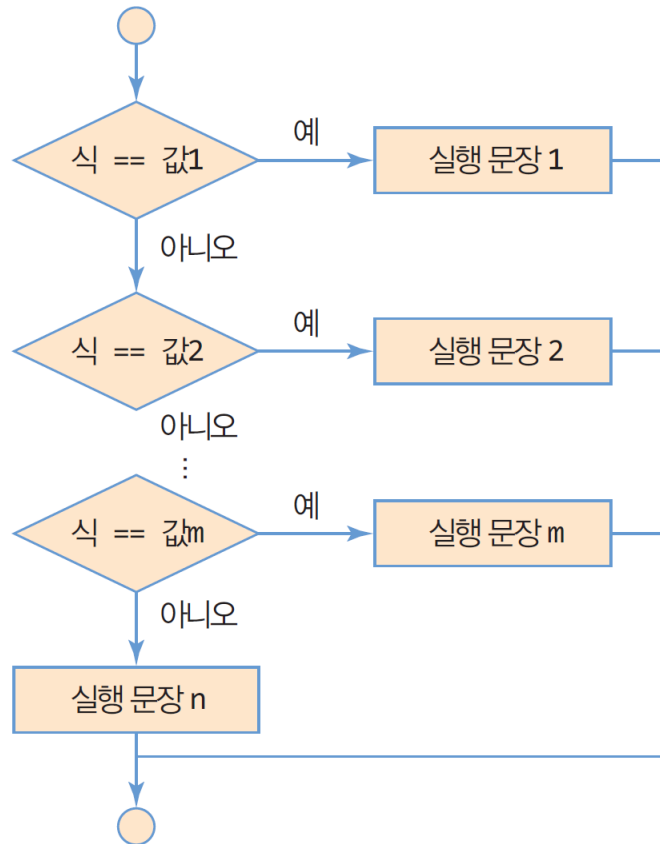 예
식 == 값1
실행 문장 1
아니오
예
식 == 값2
실행 문장 2
아니오
⋮
예
식 == 값m
실행 문장 m
아니오
실행 문장 n